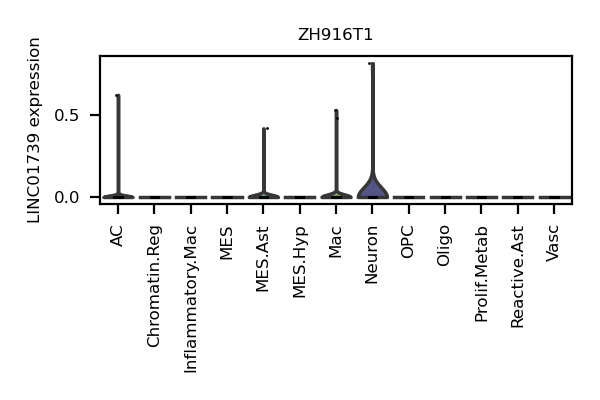 ZH916T1
LINC01739 expression
0.5
0.0
AC
Chromatin.Reg
Inflammatory.Mac
MES
MES.Ast
MES.Hyp
Mac
Neuron
OPC
Oligo
Prolif.Metab
Reactive.Ast
Vasc